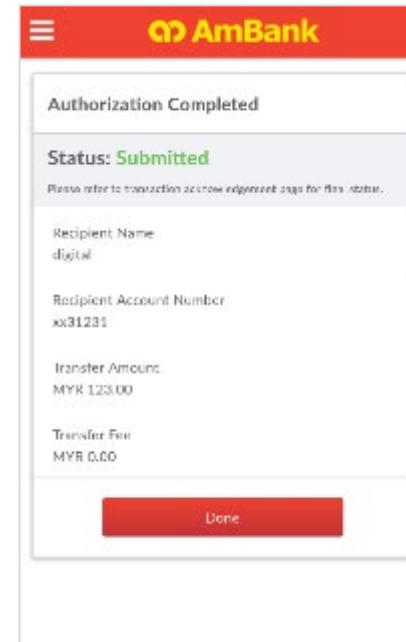 AmBank
Authorization Completed
Status: Submitted
Please refer to transaction acknowledgement page for final status.
Recipient Name
digital
Recipient Account Number
xx31231
Transfer Amount
MYR 123.00
Transfer Fee
MYR 0.00
Done